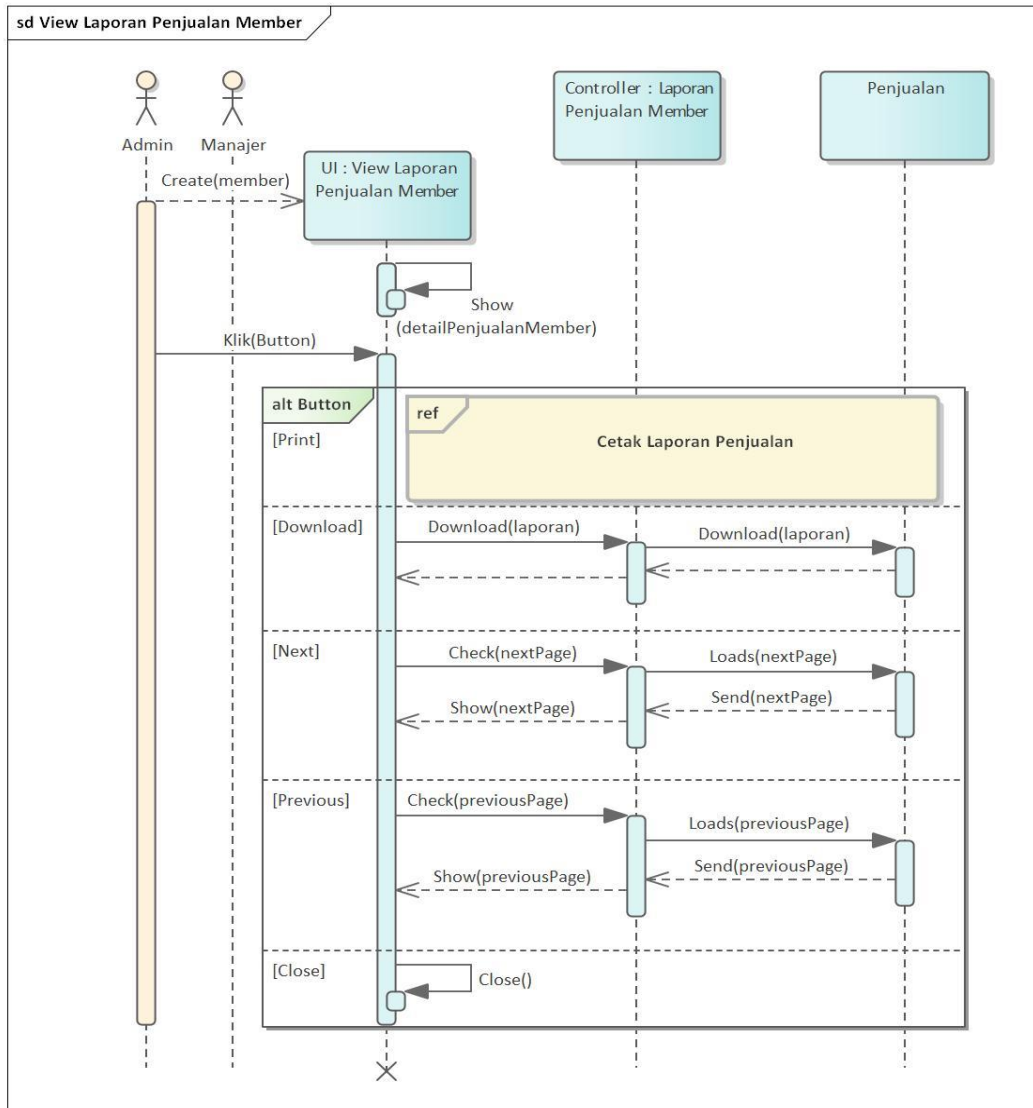 sd View Laporan Penjualan Member
Admin
Manajer
Controller : Laporan
Penjualan Member
Penjualan
UI : View Laporan
Penjualan Member
Create(member)
Show
(detailPenjualanMember)
Klik(Button)
alt Button
ref
[Print]
Cetak Laporan Penjualan
[Download]
Download(laporan)
Download(laporan)
[Next]
Check(nextPage)
Loads(nextPage)
Send(nextPage)
Show(nextPage)
[Previous]
Check(previousPage)
Loads(previousPage)
Send(previousPage)
Show(previousPage)
[Close]
Close()